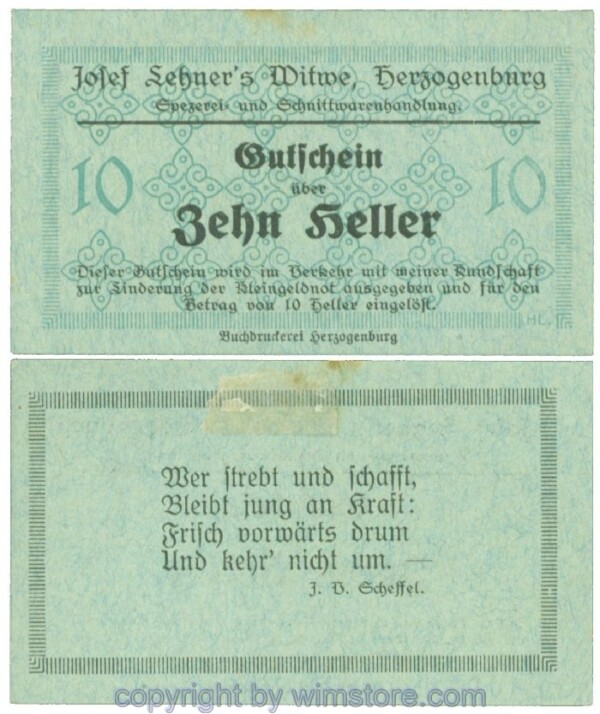 Josef Lehner's Witwe, Herzogenburg
Spezerei- und Schnittwarenhandlung.
Gutschein
10 über 10
Zehn Heller
Dieser Gutschein wird im Verkehr mit meiner Kundschaft
zur Linderung der Kleingeldnot ausgegeben und für den
Betrag von 10 Heller eingelöst.
HL.
Buchdruckerei Herzogenburg
Wer strebt und schafft,
Bleibt jung an Kraft:
Frisch vorwärts drum
Und kehr' nicht um. —
J. V. Scheffel.
copyright by wimstore.com